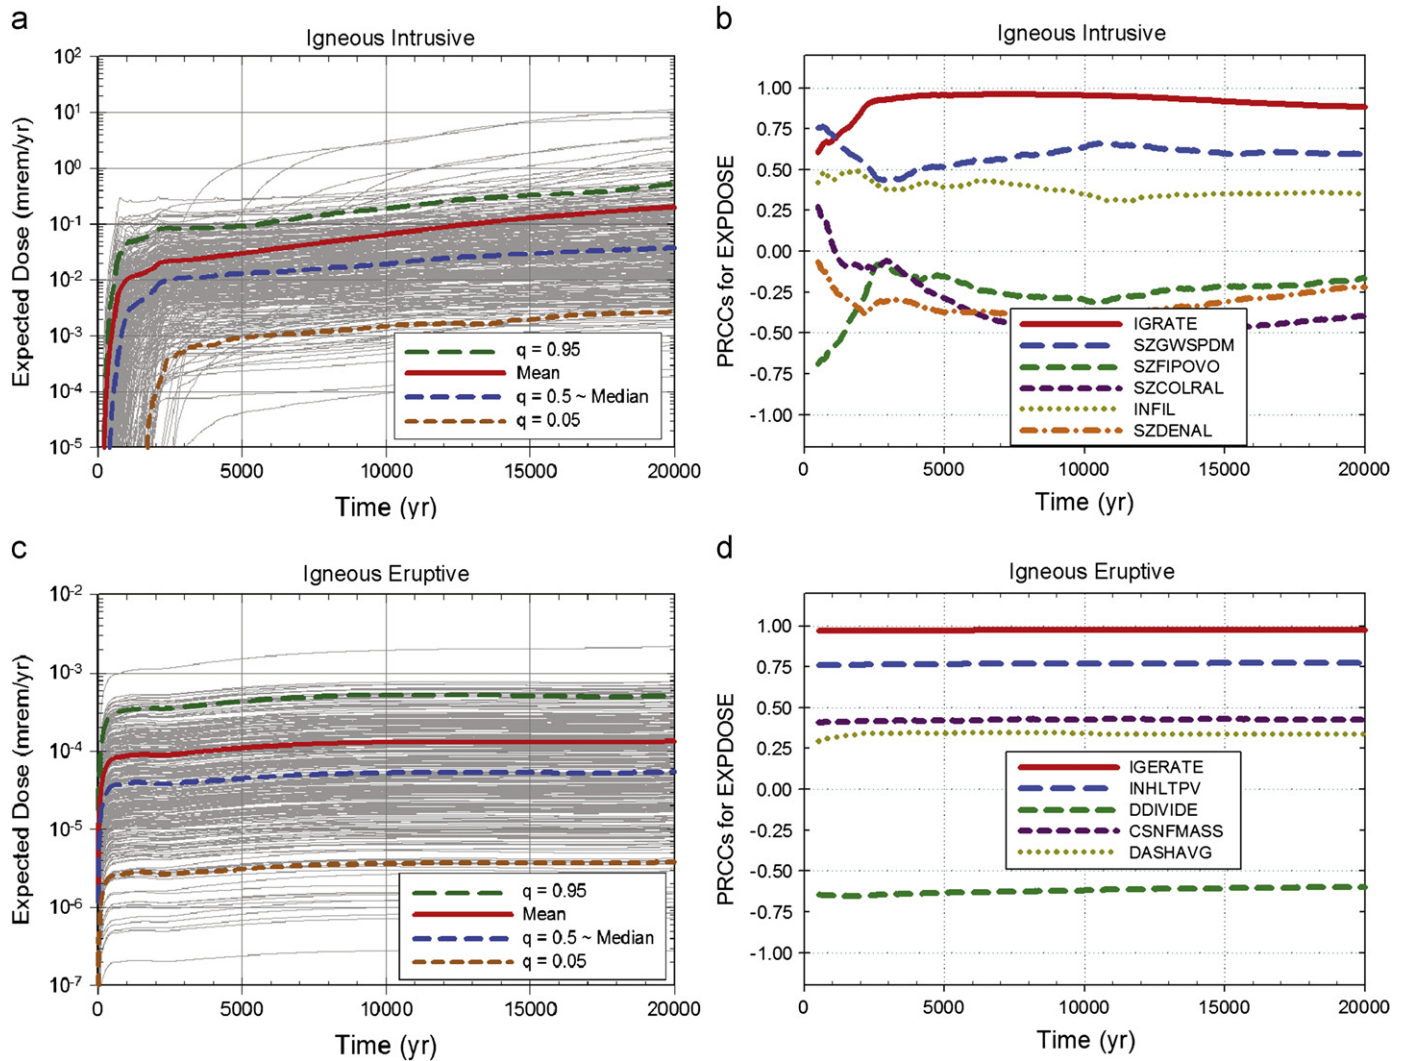 a
Igneous Intrusive
Expected Dose (mrem/yr)
10²
10¹
10⁰
10⁻¹
10⁻²
10⁻³
10⁻⁴
10⁻⁵
q = 0.95
Mean
q = 0.5 ~ Median
q = 0.05
0 5000 10000 15000 20000
Time (yr)
b
Igneous Intrusive
PRCCs for EXPDOSE
1.00
0.75
0.50
0.25
0.00
-0.25
-0.50
-0.75
-1.00
IGRATE
SZGWSPDM
SZFIPOVO
SZCOLRAL
INFIL
SZDENAL
0 5000 10000 15000 20000
Time (yr)
c
Igneous Eruptive
Expected Dose (mrem/yr)
10⁻²
10⁻³
10⁻⁴
10⁻⁵
10⁻⁶
10⁻⁷
q = 0.95
Mean
q = 0.5 ~ Median
q = 0.05
0 5000 10000 15000 20000
Time (yr)
d
Igneous Eruptive
PRCCs for EXPDOSE
1.00
0.75
0.50
0.25
0.00
-0.25
-0.50
-0.75
-1.00
IGERATE
INHLTPV
DDIVIDE
CSNFMASS
DASHAVG
0 5000 10000 15000 20000
Time (yr)